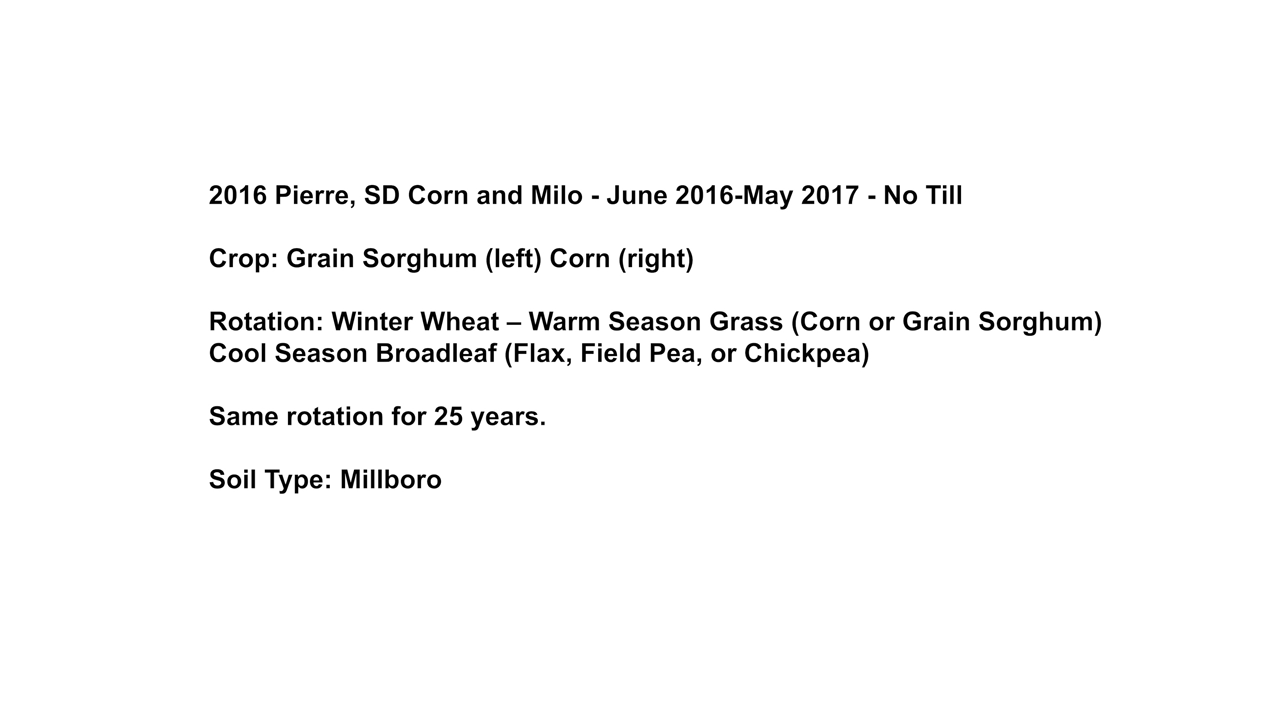 2016 Pierre, SD Corn and Milo - June 2016-May 2017 - No Till
Crop: Grain Sorghum (left) Corn (right)
Rotation: Winter Wheat – Warm Season Grass (Corn or Grain Sorghum)
Cool Season Broadleaf (Flax, Field Pea, or Chickpea)
Same rotation for 25 years.
Soil Type: Millboro